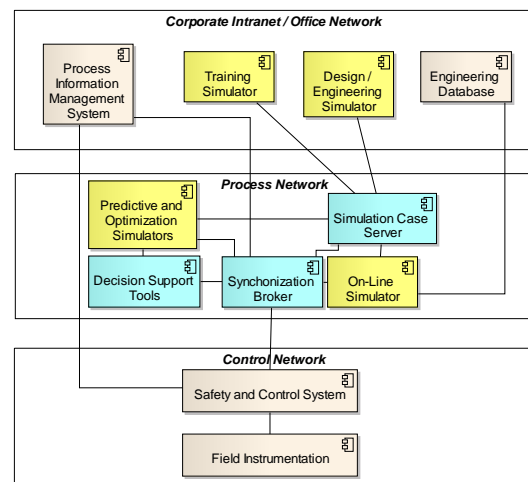 Corporate Intranet / Office Network
Process
Information
Management
System
Training
Simulator
Design /
Engineering
Simulator
Engineering
Database
Process Network
Predictive and
Optimization
Simulators
Simulation Case
Server
Decision Support
Tools
Synchonization
Broker
On-Line
Simulator
Control Network
Safety and Control System
Field Instrumentation